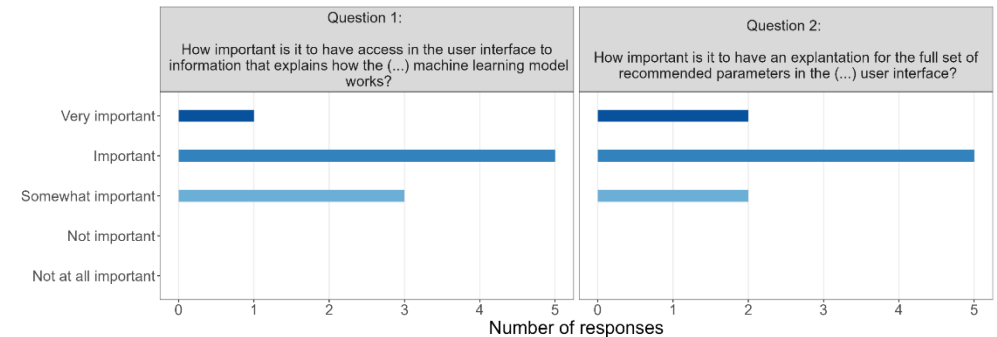 Question 1:
How important is it to have access in the user interface to
information that explains how the (...) machine learning model
works?
Question 2:
How important is it to have an explantation for the full set of
recommended parameters in the (...) user interface?
Very important
Important
Somewhat important
Not important
Not at all important
0 1 2 3 4 5
0 1 2 3 4 5
Number of responses